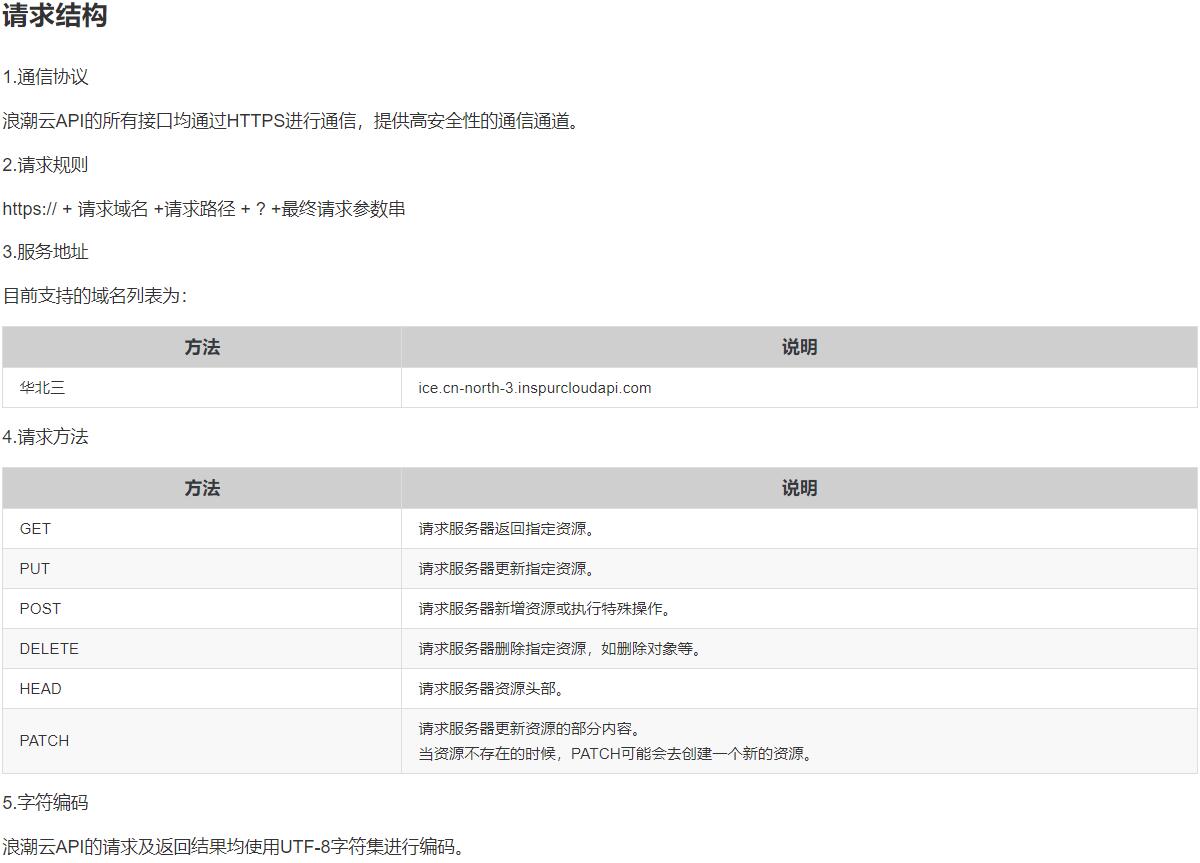 请求结构
1.通信协议
浪潮云API的所有接口均通过HTTPS进行通信，提供高安全性的通信通道。
2.请求规则
https:// + 请求域名 +请求路径 + ? +最终请求参数串
3.服务地址
目前支持的域名列表为：
方法 说明
华北三 ice.cn-north-3.inspurcloudapi.com
4.请求方法
方法 说明
GET 请求服务器返回指定资源。
PUT 请求服务器更新指定资源。
POST 请求服务器新增资源或执行特殊操作。
DELETE 请求服务器删除指定资源，如删除对象等。
HEAD 请求服务器资源头部。
PATCH 请求服务器更新资源的部分内容。
当资源不存在的时候，PATCH可能会去创建一个新的资源。
5.字符编码
浪潮云API的请求及返回结果均使用UTF-8字符集进行编码。